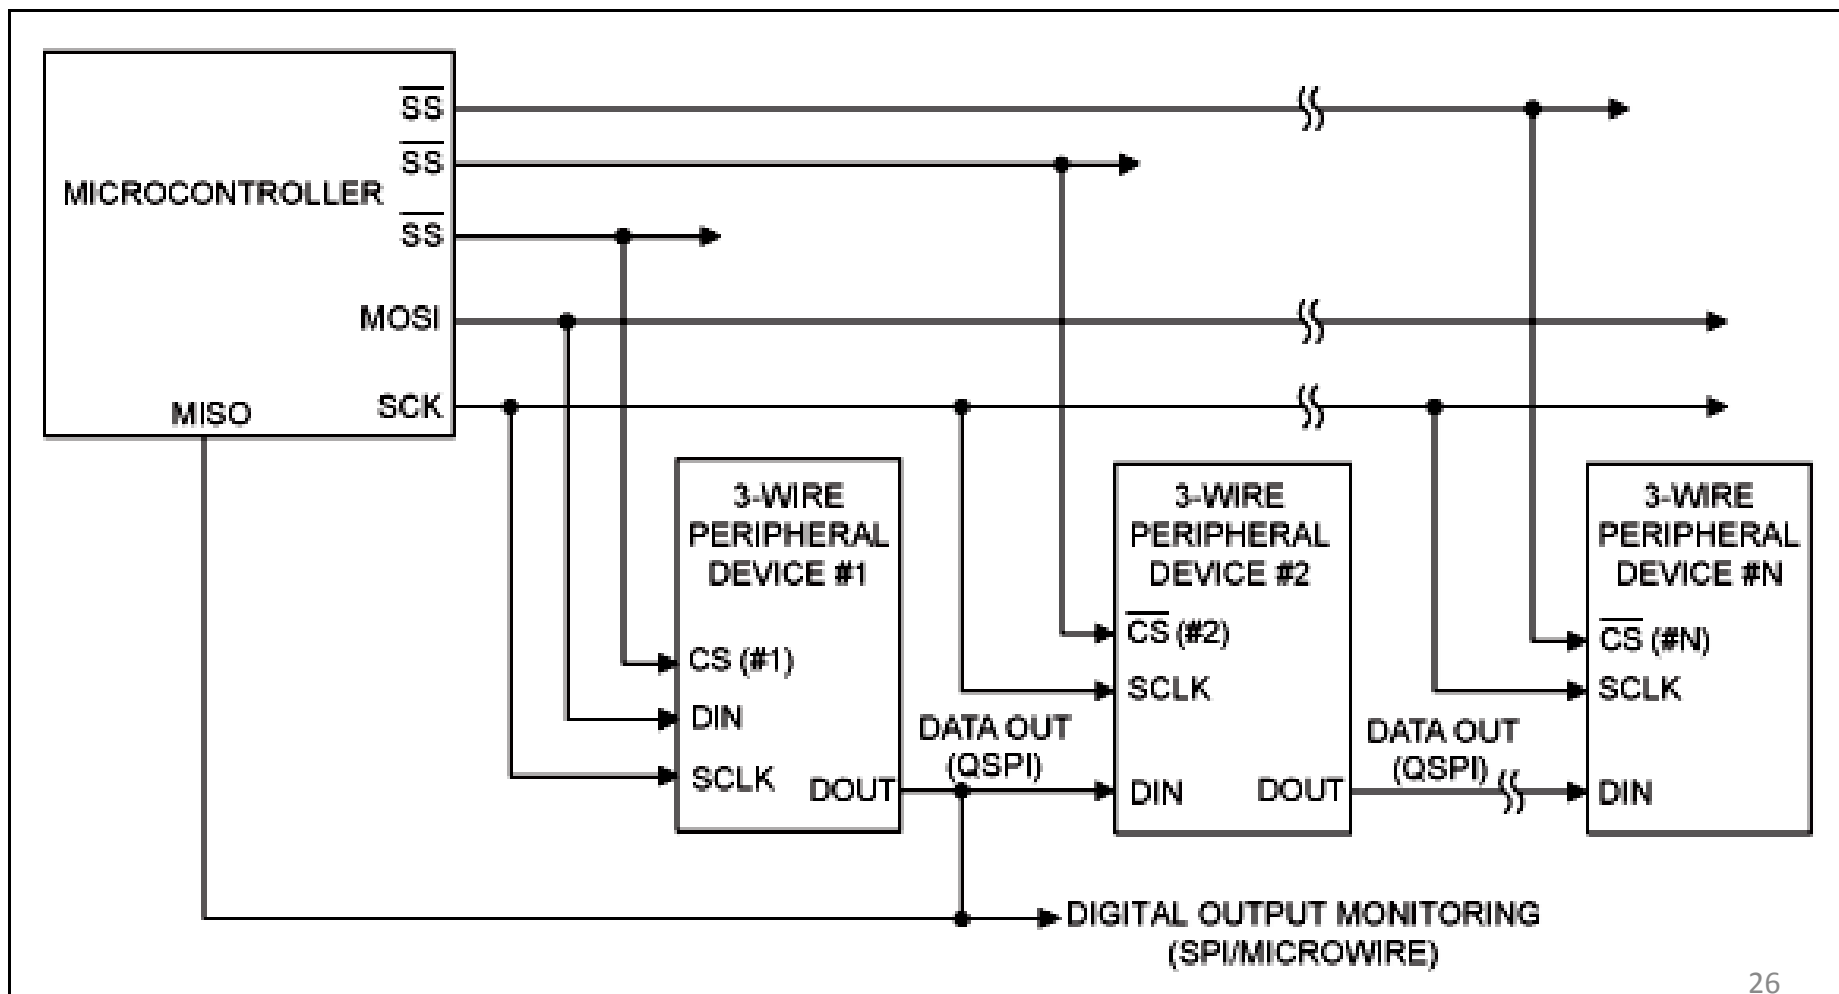 SS
SS
MICROCONTROLLER
SS
MOSI
SCK
MISO
3-WIRE
PERIPHERAL
DEVICE #1
CS (#1)
DIN
SCLK
DOUT
DATA OUT
(QSPI)
3-WIRE
PERIPHERAL
DEVICE #2
CS (#2)
SCLK
DIN
DOUT
DATA OUT
(QSPI)
3-WIRE
PERIPHERAL
DEVICE #N
CS (#N)
SCLK
DIN
DIGITAL OUTPUT MONITORING
(SPI/MICROWIRE)
26